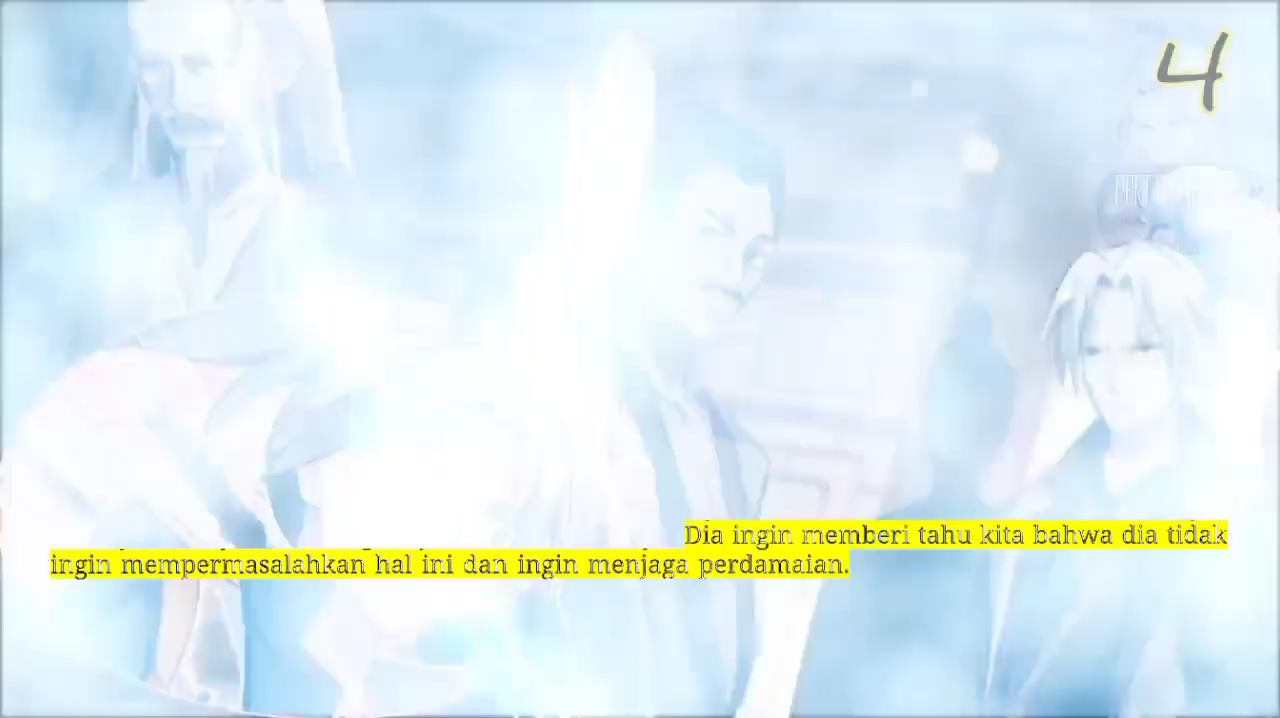 4
Dia ingin memberi tahu kita bahwa dia tidak
ingin mempermasalahkan hal ini dan ingin menjaga perdamaian.